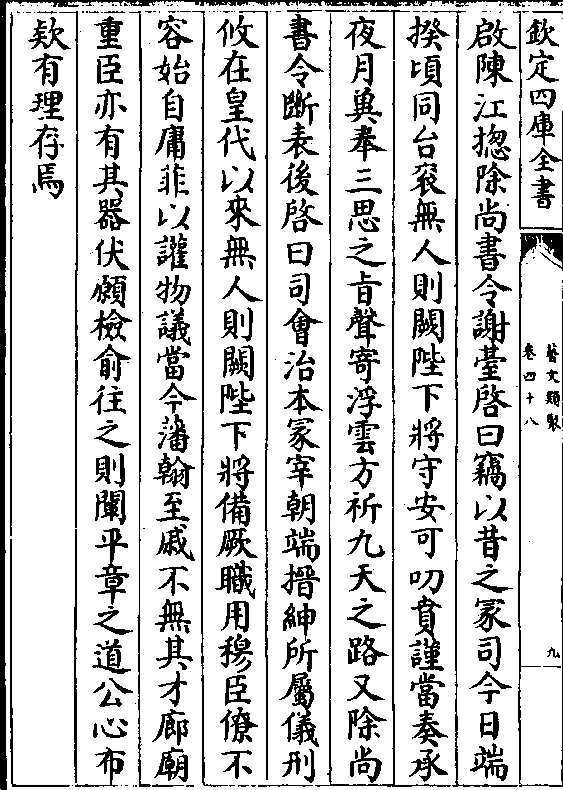 欽定四庫全書
藝文類聚
卷四十八
九
啟陳江揔除尚書令謝臺啓曰竊以昔之冢司今日端
揆頃同台衮無人則闕陛下將守安可叨賁謹當奏承
夜月兾奉三思之旨聲寄浮雲方祈九天之路又除尚
書令斷表後啓曰司會治本冢宰朝端搢紳所屬儀刑
攸在皇代以來無人則闕陛下將備厥職用穆臣僚不
容始自庸菲以讙物議當今藩翰至戚不無其才廊廟
重臣亦有其器伏願檢俞往之則闡平章之道公心布
欵有理存焉